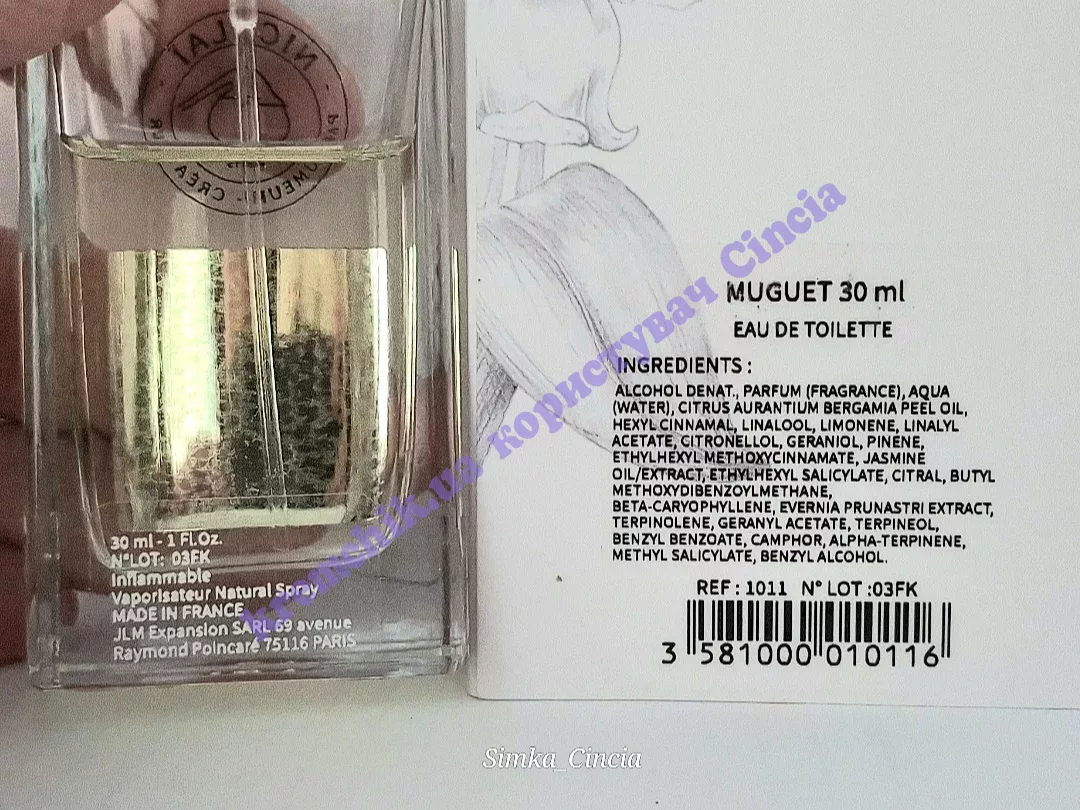 NICOLAÏ
30 ml - 1 Fl.Oz.
N°LOT: 03FK
Inflammable
Vaporisateur Natural Spray
MADE IN FRANCE
JLM Expansion SARL 69 avenue
Raymond Poincaré 75116 PARIS
MUGUET 30 ml
EAU DE TOILETTE
INGREDIENTS :
ALCOHOL DENAT., PARFUM (FRAGRANCE), AQUA
(WATER), CITRUS AURANTIUM BERGAMIA PEEL OIL,
HEXYL CINNAMAL, LINALOOL, LIMONENE, LINALYL
ACETATE, CITRONELLOL, GERANIOL, PINENE,
ETHYLHEXYL METHOXYCINNAMATE, JASMINE
OIL/EXTRACT, ETHYLHEXYL SALICYLATE, CITRAL, BUTYL
METHOXYDIBENZOYLMETHANE,
BETA-CARYOPHYLLENE, EVERNIA PRUNASTRI EXTRACT,
TERPINOLENE, GERANYL ACETATE, TERPINEOL,
BENZYL BENZOATE, CAMPHOR, ALPHA-TERPINENE,
METHYL SALICYLATE, BENZYL ALCOHOL.
REF : 1011 N° LOT :03FK
3 581000 010116
kremchik.ua користувач Cincia
Simka_Cincia